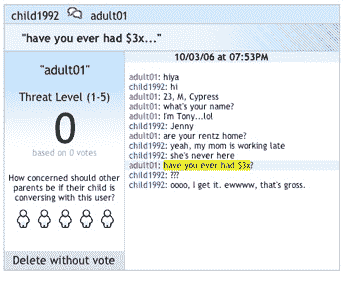 child1992 adult01
"have you ever had $3x..."
"adult01"
Threat Level (1-5)
0
based on 0 votes
How concerned should other
parents be if their child is
conversing with this user?
Delete without vote
10/03/06 at 07:53PM
adult01: hiya
child1992: hi
adult01: 23, M, Cypress
adult01: what's your name?
adult01: I'm Tony...lol
child1992: Jenny
adult01: are your rentz home?
child1992: yeah, my mom is working late
child1992: she's never here
adult01: have you ever had $3x?
child1992: ???
child1992: oooo, I get it. ewwww, that's gross.